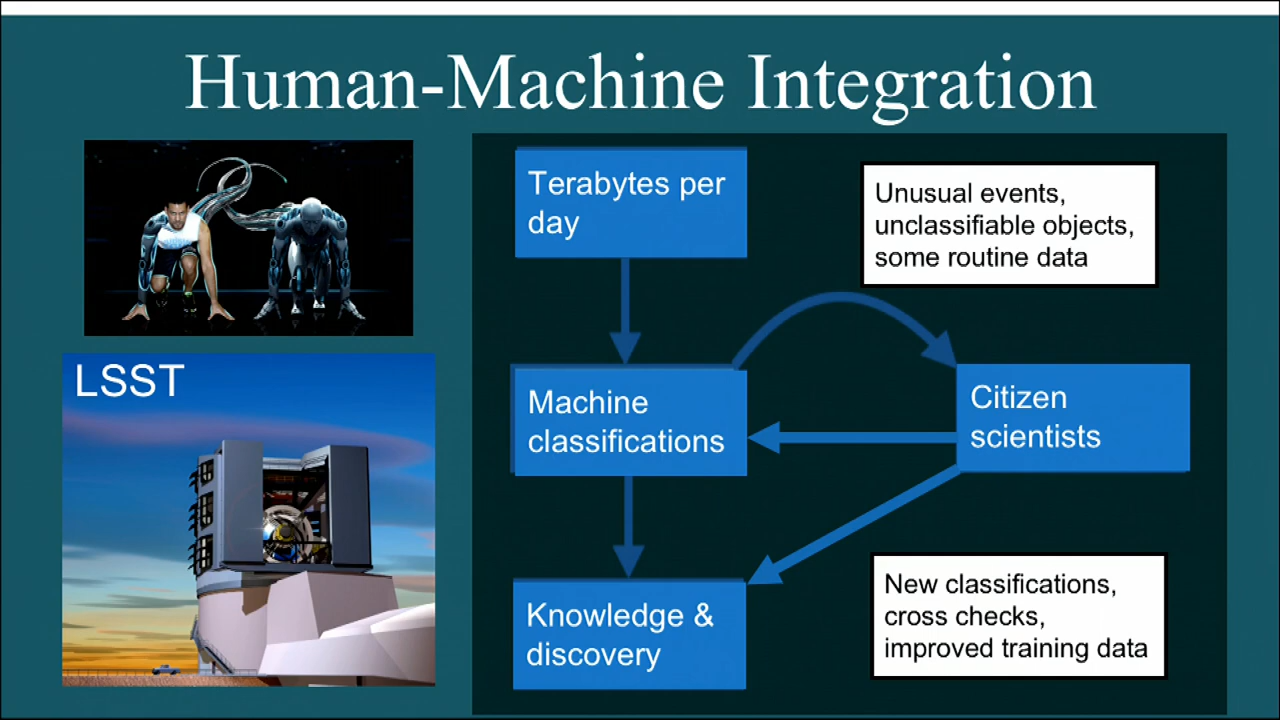 Human-Machine Integration
LSST
Terabytes per
day
Unusual events,
unclassifiable objects,
some routine data
Machine
classifications
Citizen
scientists
Knowledge &
discovery
New classifications,
cross checks,
improved training data